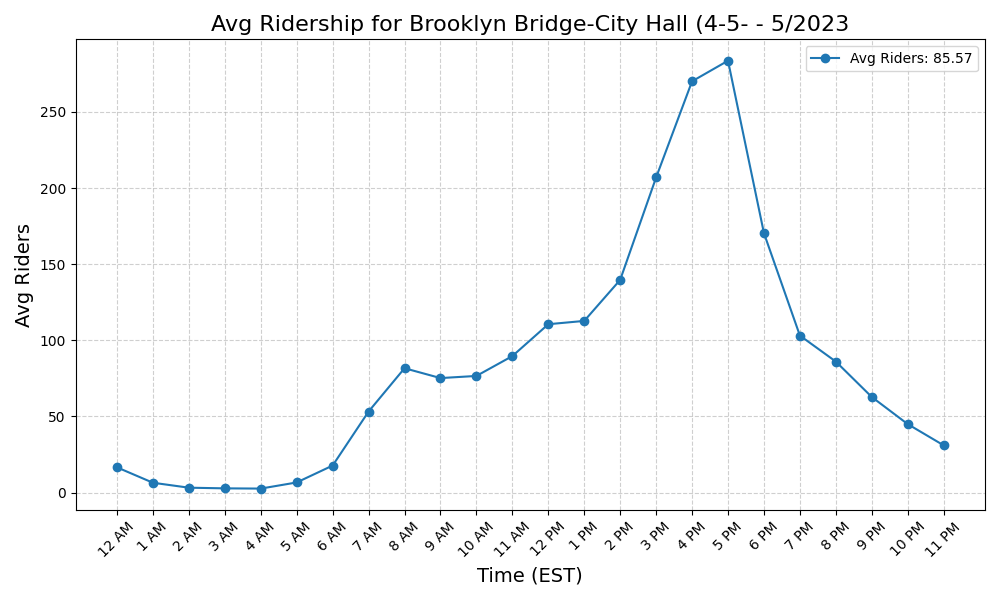 Avg Ridership for Brooklyn Bridge-City Hall (4-5- - 5/2023
Avg Riders: 85.57
Avg Riders
250
200
150
100
50
0
12 AM
1 AM
2 AM
3 AM
4 AM
5 AM
6 AM
7 AM
8 AM
9 AM
10 AM
11 AM
12 PM
1 PM
2 PM
3 PM
4 PM
5 PM
6 PM
7 PM
8 PM
9 PM
10 PM
11 PM
Time (EST)